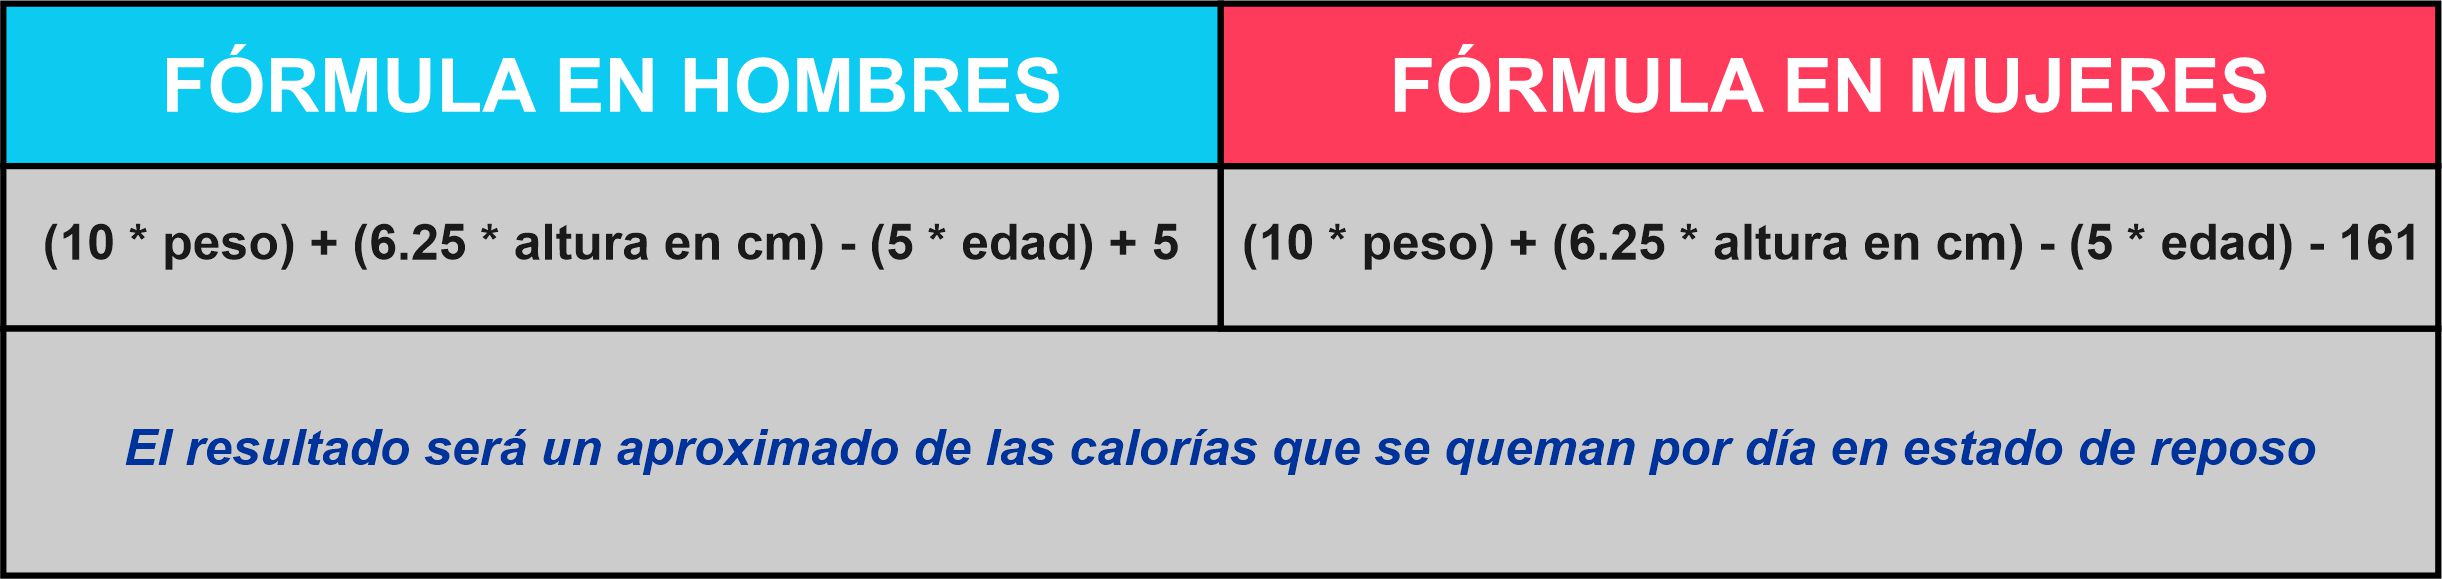 FÓRMULA EN HOMBRES
FÓRMULA EN MUJERES
(10 * peso) + (6.25 * altura en cm) - (5 * edad) + 5
(10 * peso) + (6.25 * altura en cm) - (5 * edad) - 161
El resultado será un aproximado de las calorías que se queman por día en estado de reposo